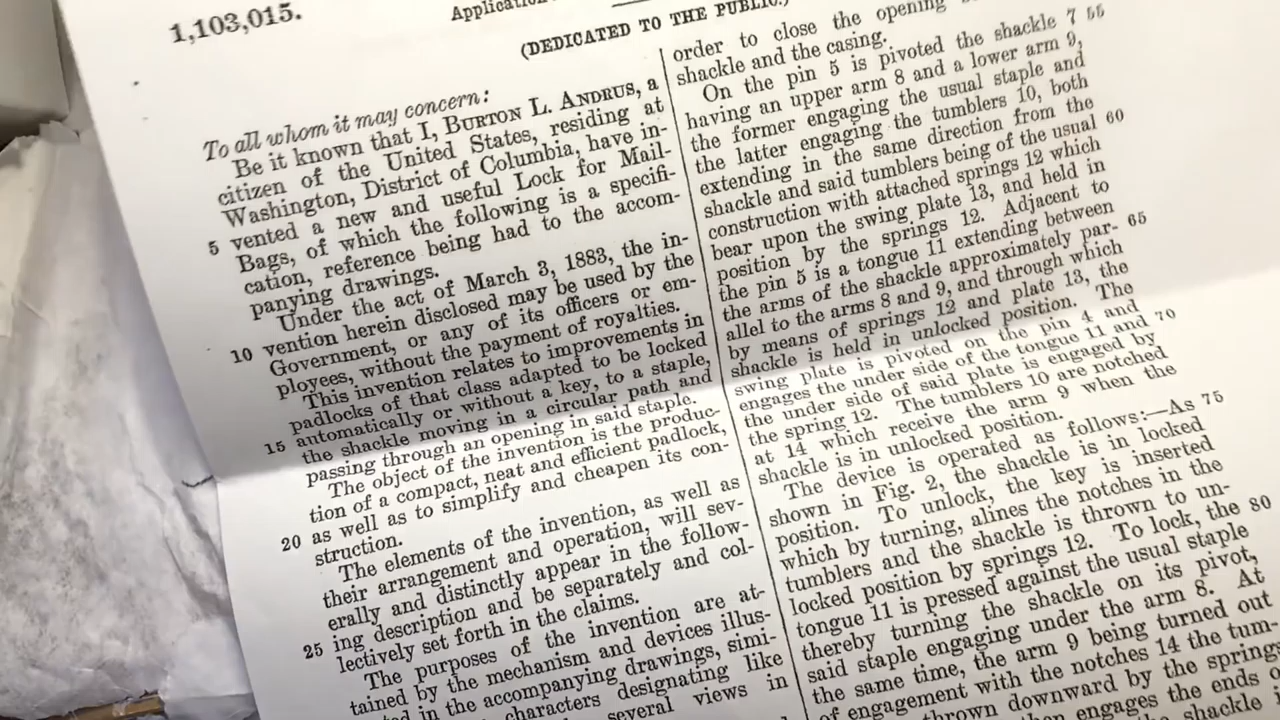 1,103,015.
(DEDICATED TO THE PUBLIC.)
To all whom it may concern:
Be it known that I, BURTON L. ANDRUS, a
citizen of the United States, residing at
Washington, District of Columbia, have in-
5 vented a new and useful Lock for Mail-
Bags, of which the following is a specifi-
cation, reference being had to the accom-
panying drawings.
Under the act of March 3, 1883, the in-
10 vention herein disclosed may be used by the
Government, or any of its officers or em-
ployees, without the payment of royalties.
This invention relates to improvements in
padlocks of that class adapted to be locked
15 automatically or without a key, to a staple,
the shackle moving in a circular path and
passing through an opening in said staple.
The object of the invention is the produc-
tion of a compact, neat and efficient padlock,
20 as well as to simplify and cheapen its con-
struction.
The elements of the invention, as well as
their arrangement and operation, will sev-
erally and distinctly appear in the follow-
25 ing description and be separately and col-
lectively set forth in the claims.
The purposes of the invention are at-
tained by the mechanism and devices illus-
in the accompanying drawings, simi-
characters designating like
several views in
order to close the opening
shackle and the casing.
On the pin 5 is pivoted the shackle 7 55
having an upper arm 8 and a lower arm 9,
the former engaging the usual staple and
the latter engaging the tumblers 10, both
extending in the same direction from the
shackle and said tumblers being of the usual 60
construction with attached springs 12 which
bear upon the swing plate 13, and held in
position by the springs 12. Adjacent to
the pin 5 is a tongue 11 extending between
the arms of the shackle approximately par- 65
allel to the arms 8 and 9, and through which
by means of springs 12 and plate 13, the
shackle is held in unlocked position. The
swing plate is pivoted on the pin 4 and
engages the under side of the tongue 11 and 70
the under side of said plate is engaged by
the spring 12. The tumblers 10 are notched
at 14 which receive the arm 9 when the
shackle is in unlocked position.
The device is operated as follows:—As 75
shown in Fig. 2, the shackle is in locked
position. To unlock, the key is inserted
which by turning, alines the notches in the
tumblers and the shackle is thrown to un-
locked position by springs 12. To lock, the 80
tongue 11 is pressed against the usual staple
thereby turning the shackle on its pivot,
said staple engaging under the arm 8. At
the same time, the arm 9 being turned out
of engagement with the notches 14 the tum-
thrown downward by the springs
engages the ends
shackle